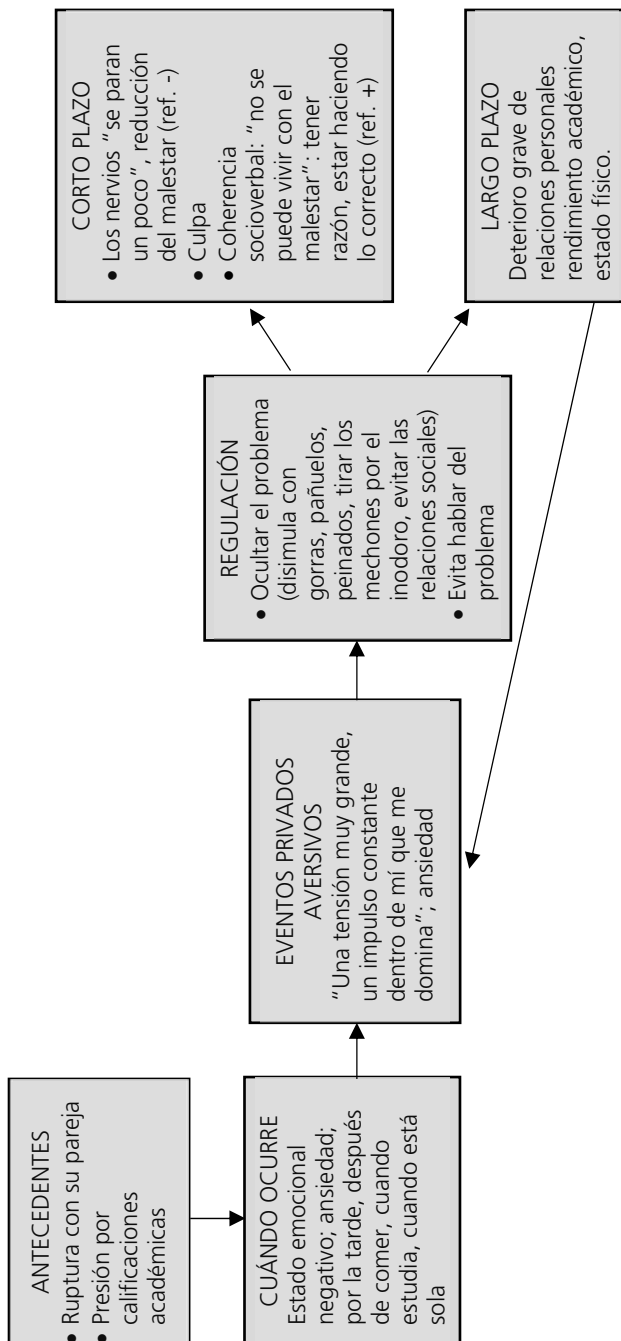 ANTECEDENTES
• Ruptura con su pareja
• Presión por
calificaciones
académicas
CUÁNDO OCURRE
Estado emocional
negativo; ansiedad;
por la tarde, después
de comer, cuando
estudia, cuando está
sola
EVENTOS PRIVADOS
AVERSIVOS
“Una tensión muy grande,
un impulso constante
dentro de mí que me
domina”; ansiedad
REGULACIÓN
• Ocultar el problema
(disimula con
gorras, pañuelos,
peinados, tirar los
mechones por el
inodoro, evitar las
relaciones sociales)
• Evita hablar del
problema
CORTO PLAZO
• Los nervios “se paran
un poco”, reducción
del malestar (ref. -)
• Culpa
• Coherencia
socioverbal: “no se
puede vivir con el
malestar”: tener
razón, estar haciendo
lo correcto (ref. +)
LARGO PLAZO
Deterioro grave de
relaciones personales
rendimiento académico,
estado físico.